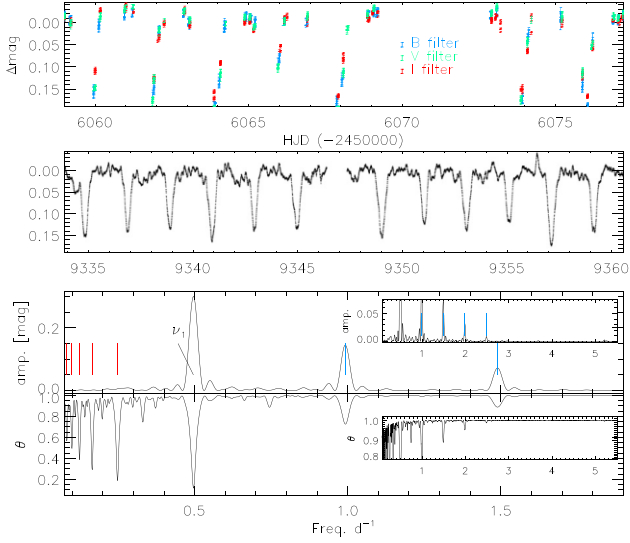 0.00
0.05
0.10
0.15
Δmag
B filter
V filter
I filter
6060 6065 6070 6075
HJD (−2450000)
0.00
0.05
0.10
0.15
9335 9340 9345 9350 9355 9360
amp. [mag]
0.2
0.0
ν1
amp.
0.05
0.00
1 2 3 4 5
θ
1.0
0.8
0.6
0.4
0.2
θ
1.0
0.9
0.8
1 2 3 4 5
0.5 1.0 1.5
Freq. d⁻¹